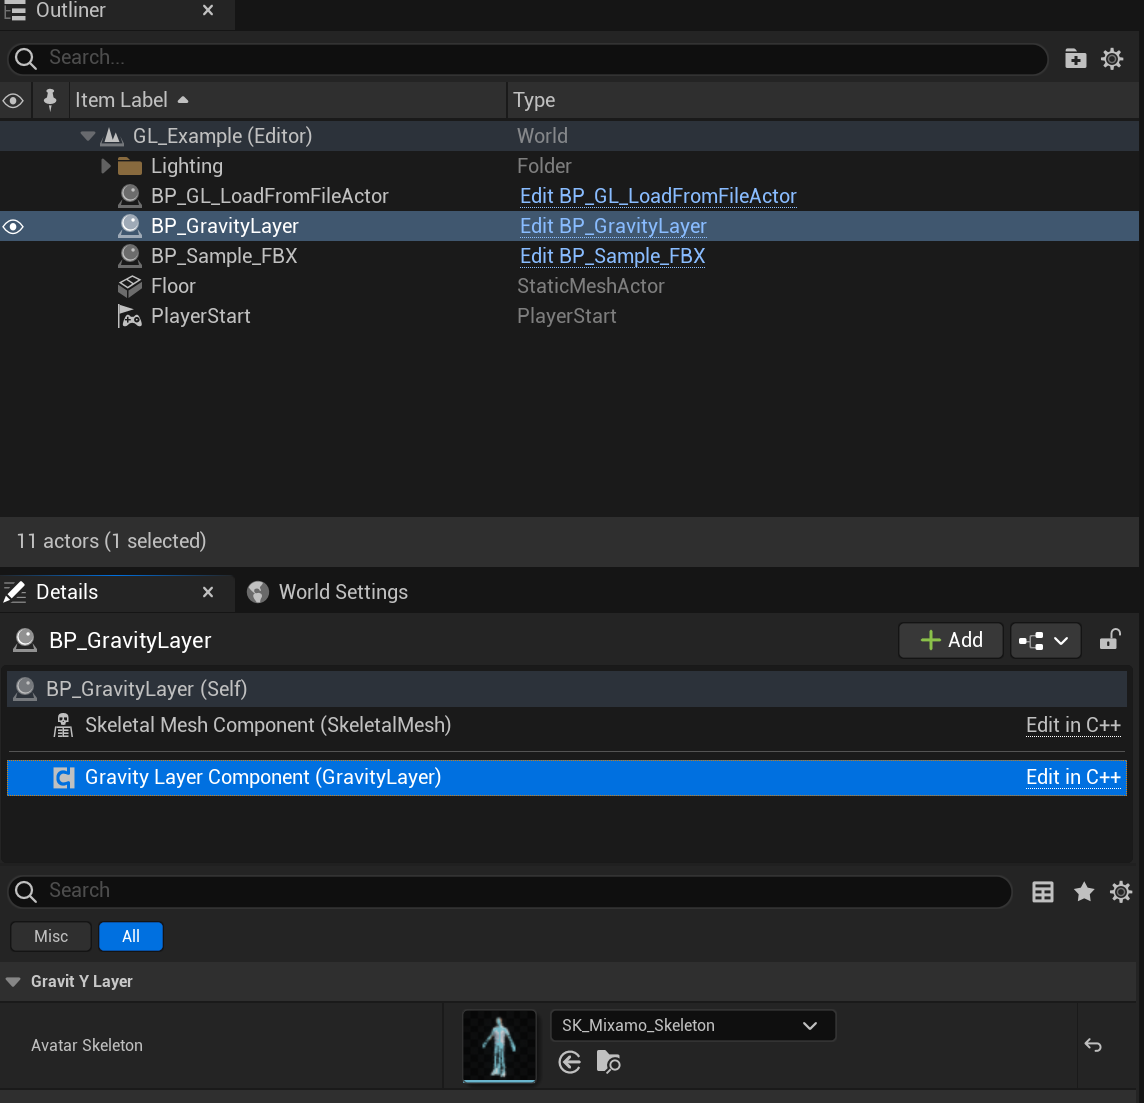 Outliner
Search...
Item Label Type
GL_Example (Editor) World
Lighting Folder
BP_GL_LoadFromFileActor Edit BP_GL_LoadFromFileActor
BP_GravityLayer Edit BP_GravityLayer
BP_Sample_FBX Edit BP_Sample_FBX
Floor StaticMeshActor
PlayerStart PlayerStart
11 actors (1 selected)
Details World Settings
BP_GravityLayer Add
BP_GravityLayer (Self)
Skeletal Mesh Component (SkeletalMesh) Edit in C++
Gravity Layer Component (GravityLayer) Edit in C++
Search
Misc All
Gravit Y Layer
SK_Mixamo_Skeleton
Avatar Skeleton